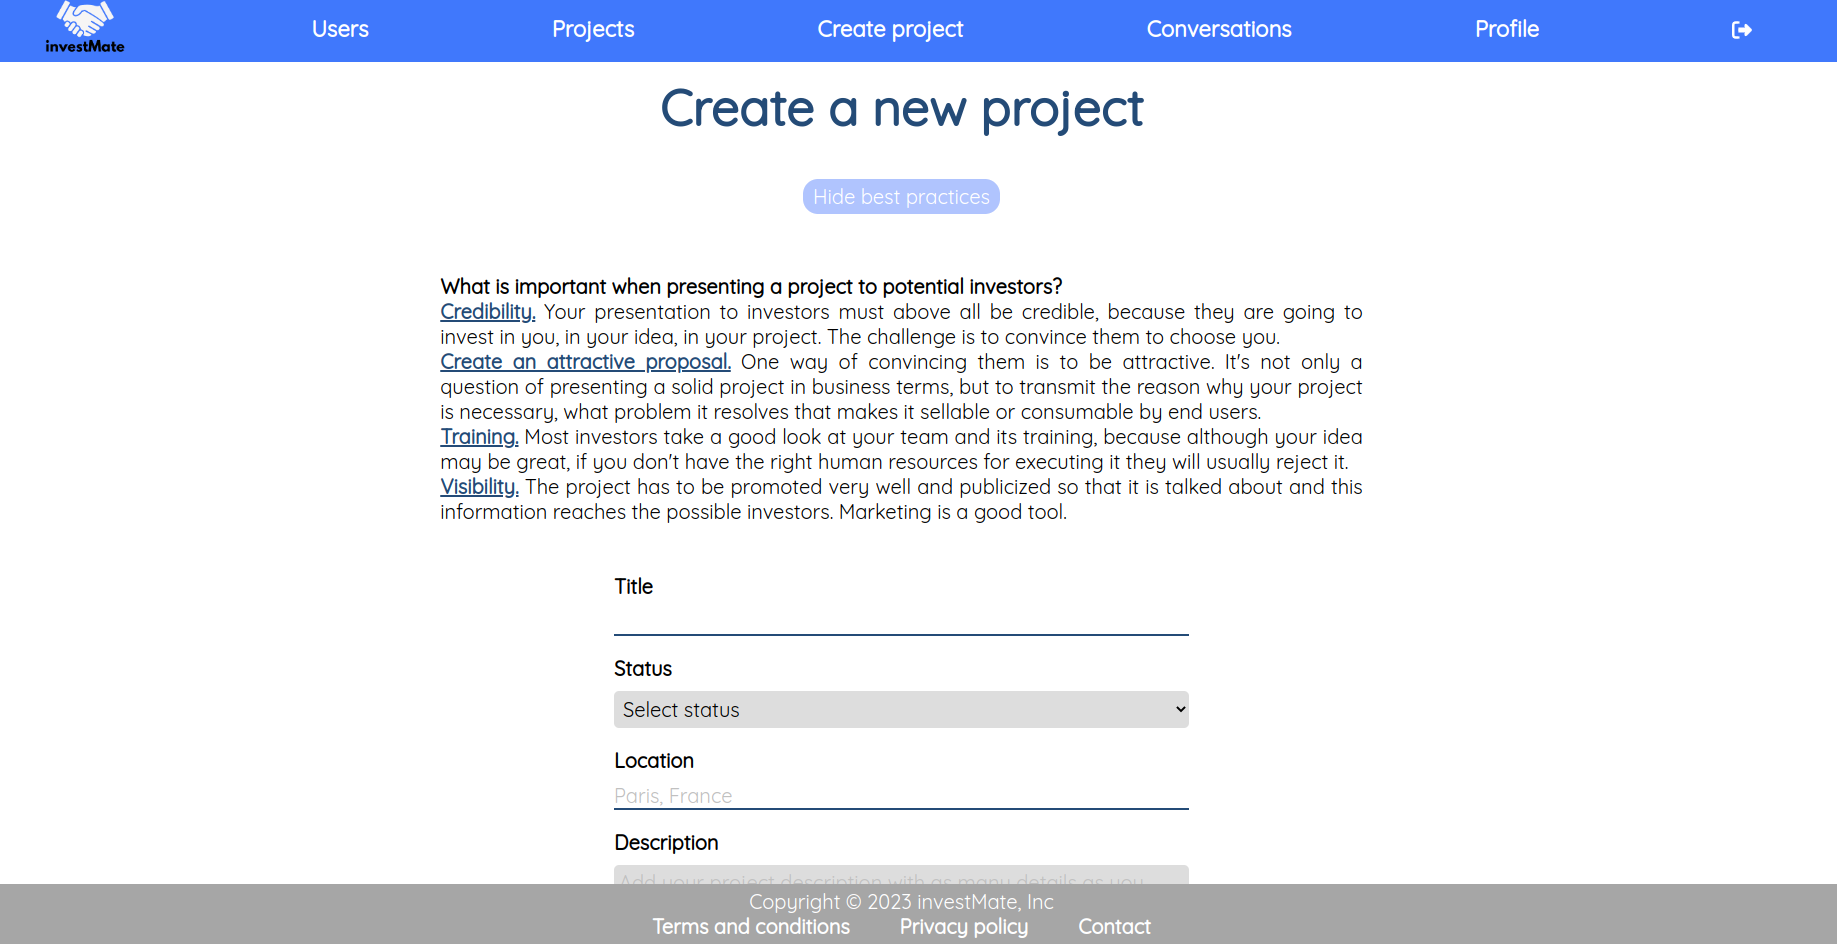 investMate
Users
Projects
Create project
Conversations
Profile
Create a new project
Hide best practices
What is important when presenting a project to potential investors?
Credibility. Your presentation to investors must above all be credible, because they are going to
invest in you, in your idea, in your project. The challenge is to convince them to choose you.
Create an attractive proposal. One way of convincing them is to be attractive. It's not only a
question of presenting a solid project in business terms, but to transmit the reason why your project
is necessary, what problem it resolves that makes it sellable or consumable by end users.
Training. Most investors take a good look at your team and its training, because although your idea
may be great, if you don't have the right human resources for executing it they will usually reject it.
Visibility. The project has to be promoted very well and publicized so that it is talked about and this
information reaches the possible investors. Marketing is a good tool.
Title
Status
Select status
Location
Paris, France
Description
Add your project description with as many details as you
Copyright © 2023 investMate, Inc
Terms and conditions
Privacy policy
Contact